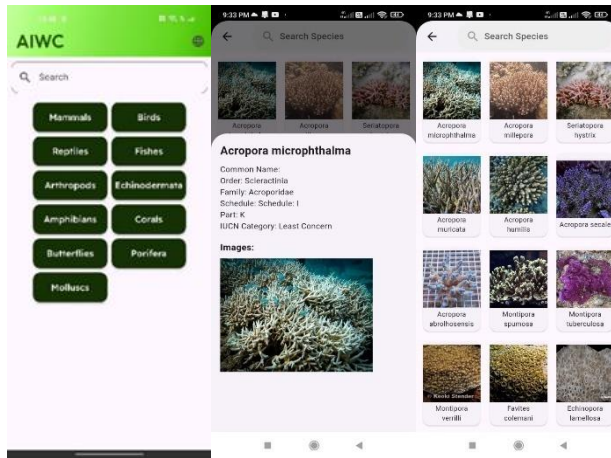 AIWC
Search
Mammals Birds
Reptiles Fishes
Arthropods Echinodermata
Amphibians Corals
Butterflies Porifera
Molluscs
9:33 PM
Search Species
Acropora Acropora Seriatopora
Acropora microphthalma
Common Name:
Order: Scleractinia
Family: Acroporidae
Schedule: Schedule: I
Part: K
IUCN Category: Least Concern
Images:
9:33 PM
Search Species
Acropora microphthalma
Acropora millepora
Seriatopora hystrix
Acropora muricata
Acropora humilis
Acropora secale
Acropora abrolhosensis
Montipora spumosa
Montipora tuberculosa
© Keoki Stender
Montipora verrilli
Favites colemani
Echinopora lamellosa